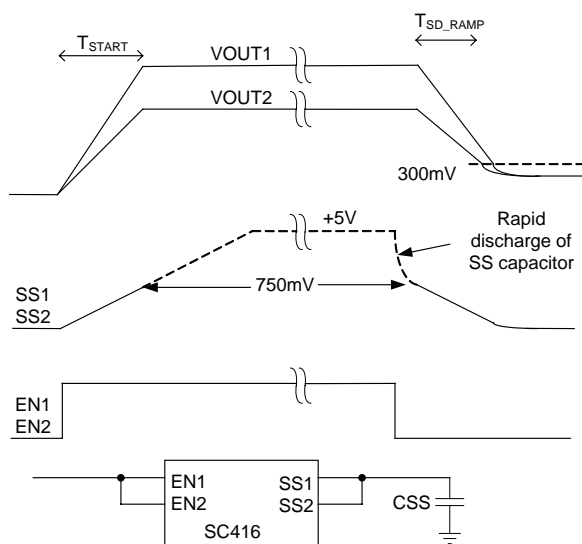 TSTART
TSD_RAMP
VOUT1
VOUT2
300mV
+5V
Rapid
discharge of
SS capacitor
750mV
SS1
SS2
EN1
EN2
EN1
EN2
SS1
SS2
SC416
CSS